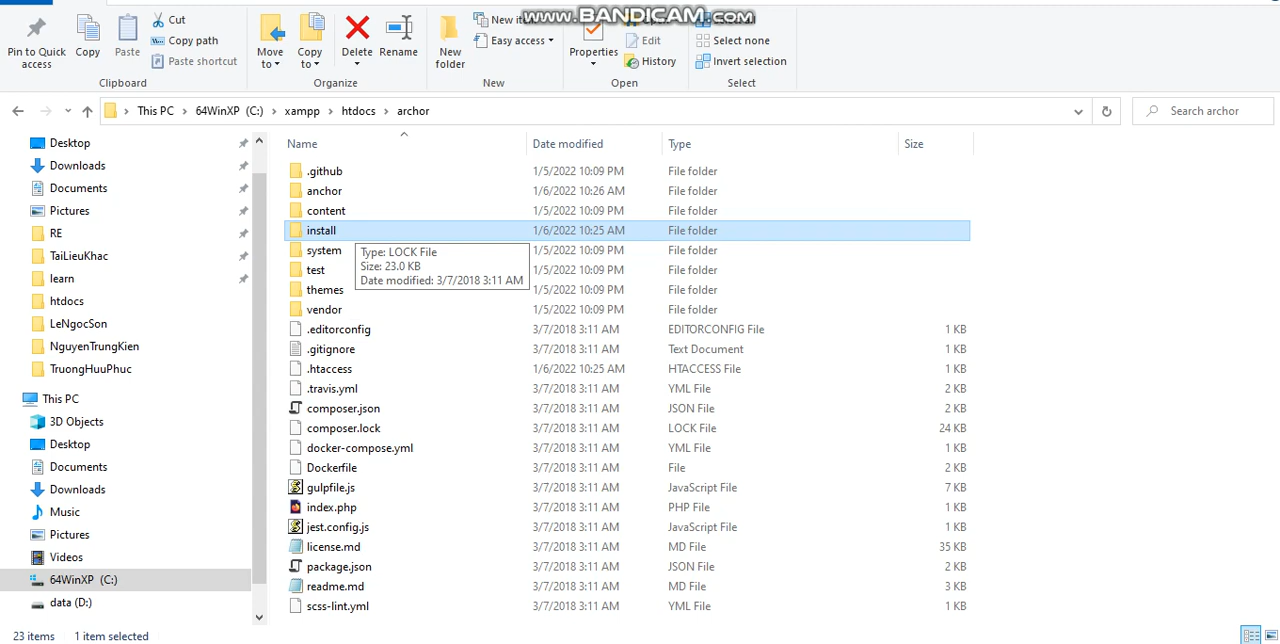 www.BANDICAM.com
Pin to Quick access
Copy
Paste
Cut
Copy path
Paste shortcut
Clipboard
Move to
Copy to
Delete
Rename
Organize
New folder
New item
Easy access
New
Properties
Edit
History
Open
Select none
Invert selection
Select
This PC › 64WinXP (C:) › xampp › htdocs › archor
Search archor
Desktop
Downloads
Documents
Pictures
RE
TaiLieuKhac
learn
htdocs
LeNgocSon
NguyenTrungKien
TruongHuuPhuc
This PC
3D Objects
Desktop
Documents
Downloads
Music
Pictures
Videos
64WinXP (C:)
data (D:)
Name Date modified Type Size
.github 1/5/2022 10:09 PM File folder
anchor 1/6/2022 10:26 AM File folder
content 1/5/2022 10:09 PM File folder
install 1/6/2022 10:25 AM File folder
system 1/5/2022 10:09 PM File folder
test 1/5/2022 10:09 PM File folder
themes 1/5/2022 10:09 PM File folder
vendor 1/5/2022 10:09 PM File folder
.editorconfig 3/7/2018 3:11 AM EDITORCONFIG File 1 KB
.gitignore 3/7/2018 3:11 AM Text Document 1 KB
.htaccess 1/6/2022 10:25 AM HTACCESS File 1 KB
.travis.yml 3/7/2018 3:11 AM YML File 2 KB
composer.json 3/7/2018 3:11 AM JSON File 2 KB
composer.lock 3/7/2018 3:11 AM LOCK File 24 KB
docker-compose.yml 3/7/2018 3:11 AM YML File 1 KB
Dockerfile 3/7/2018 3:11 AM File 2 KB
gulpfile.js 3/7/2018 3:11 AM JavaScript File 7 KB
index.php 3/7/2018 3:11 AM PHP File 1 KB
jest.config.js 3/7/2018 3:11 AM JavaScript File 1 KB
license.md 3/7/2018 3:11 AM MD File 35 KB
package.json 3/7/2018 3:11 AM JSON File 2 KB
readme.md 3/7/2018 3:11 AM MD File 3 KB
scss-lint.yml 3/7/2018 3:11 AM YML File 1 KB
Type: LOCK File
Size: 23.0 KB
Date modified: 3/7/2018 3:11 AM
23 items 1 item selected